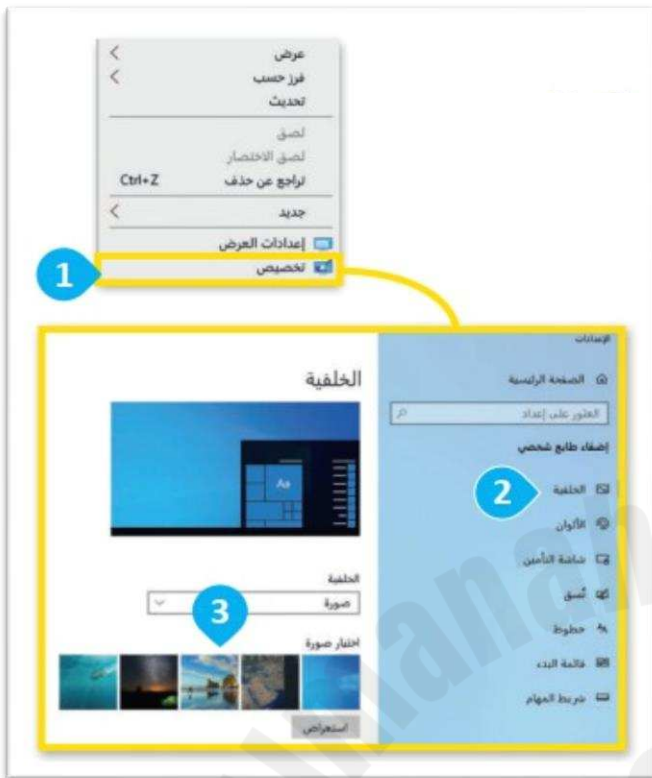 عرض
فرز حسب
تحديث
لصق
لصق الاختصار
تراجع عن حذف Ctrl+Z
جديد
إعدادات العرض
تخصيص
1
الإعدادات
الصفحة الرئيسية
العثور على إعداد
إضفاء طابع شخصي
الخلفية
2
الألوان
شاشة التأمين
نُسق
خطوط
قائمة البدء
شريط المهام
الخلفية
Aa
الخلفية
صورة
3
اختيار صورة
استعراض